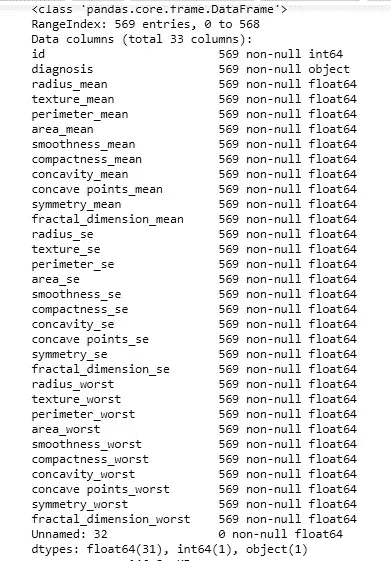 <class 'pandas.core.frame.DataFrame'>
RangeIndex: 569 entries, 0 to 568
Data columns (total 33 columns):
id                         569 non-null int64
diagnosis                  569 non-null object
radius_mean                569 non-null float64
texture_mean               569 non-null float64
perimeter_mean             569 non-null float64
area_mean                  569 non-null float64
smoothness_mean            569 non-null float64
compactness_mean           569 non-null float64
concavity_mean             569 non-null float64
concave points_mean        569 non-null float64
symmetry_mean              569 non-null float64
fractal_dimension_mean     569 non-null float64
radius_se                  569 non-null float64
texture_se                 569 non-null float64
perimeter_se               569 non-null float64
area_se                    569 non-null float64
smoothness_se              569 non-null float64
compactness_se             569 non-null float64
concavity_se               569 non-null float64
concave points_se          569 non-null float64
symmetry_se                569 non-null float64
fractal_dimension_se       569 non-null float64
radius_worst               569 non-null float64
texture_worst              569 non-null float64
perimeter_worst            569 non-null float64
area_worst                 569 non-null float64
smoothness_worst           569 non-null float64
compactness_worst          569 non-null float64
concavity_worst            569 non-null float64
concave points_worst       569 non-null float64
symmetry_worst             569 non-null float64
fractal_dimension_worst    569 non-null float64
Unnamed: 32                0 non-null float64
dtypes: float64(31), int64(1), object(1)